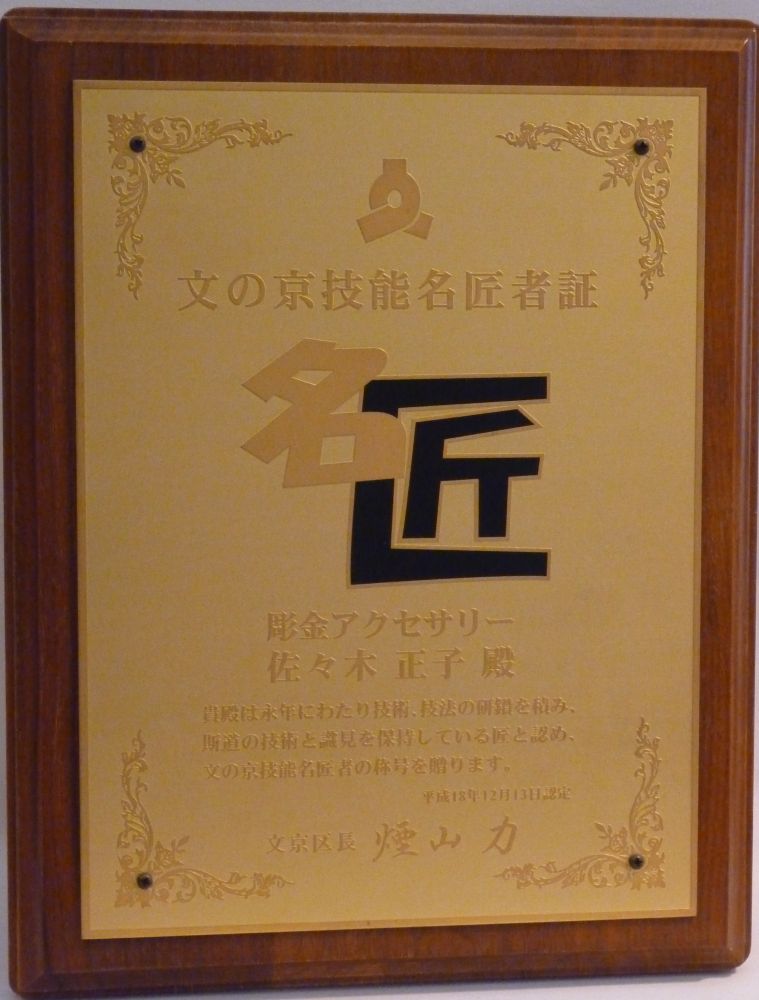 文の京技能名匠者証
名匠
彫金アクセサリー
佐々木 正子 殿
貴殿は永年にわたり技術、技法の研鑽を積み、
斯道の技術と識見を保持している匠と認め、
文の京技能名匠者の称号を贈ります。
平成18年12月13日認定
文京区長 煙山 力